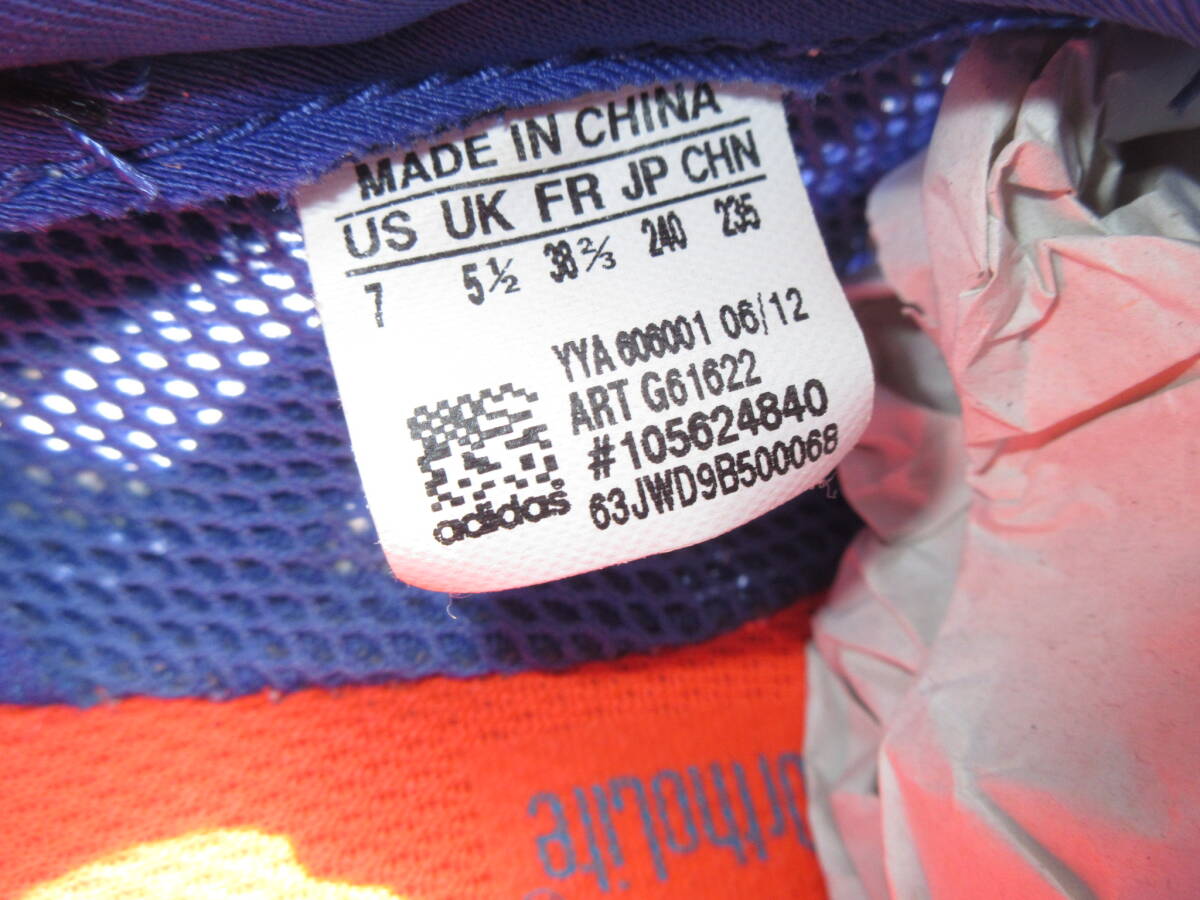 MADE IN CHINA
US UK FR JP CHN
7 5½ 38⅔ 240 235
YYA 606001 06/12
ART G61622
#105624840
63JWD9B500068
adidas
OrthoLite